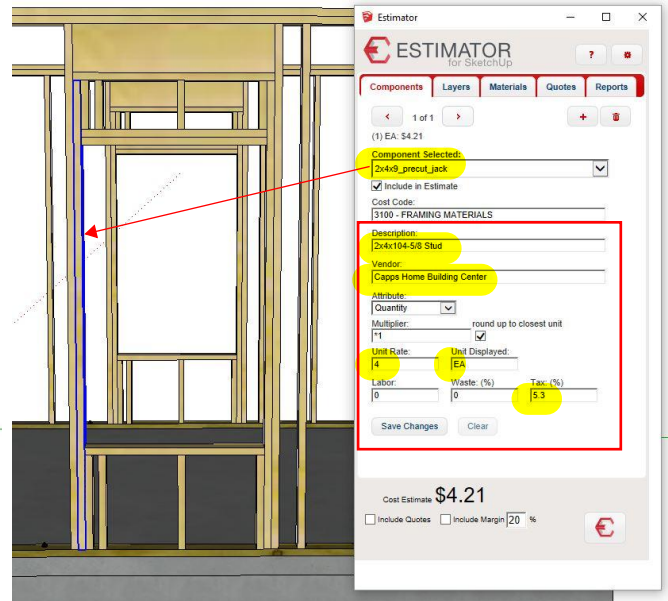 Estimator
ESTIMATOR
for SketchUp
?
Components Layers Materials Quotes Reports
< 1 of 1 > +
(1) EA: $4.21
Component Selected:
2x4x9_precut_jack
Include in Estimate
Cost Code:
3100 - FRAMING MATERIALS
Description:
2x4x104-5/8 Stud
Vendor:
Capps Home Building Center
Attribute:
Quantity
Multiplier: round up to closest unit
*1
Unit Rate: Unit Displayed:
4 EA
Labor: Waste: (%) Tax: (%)
0 0 5.3
Save Changes Clear
Cost Estimate $4.21
Include Quotes Include Margin 20 %